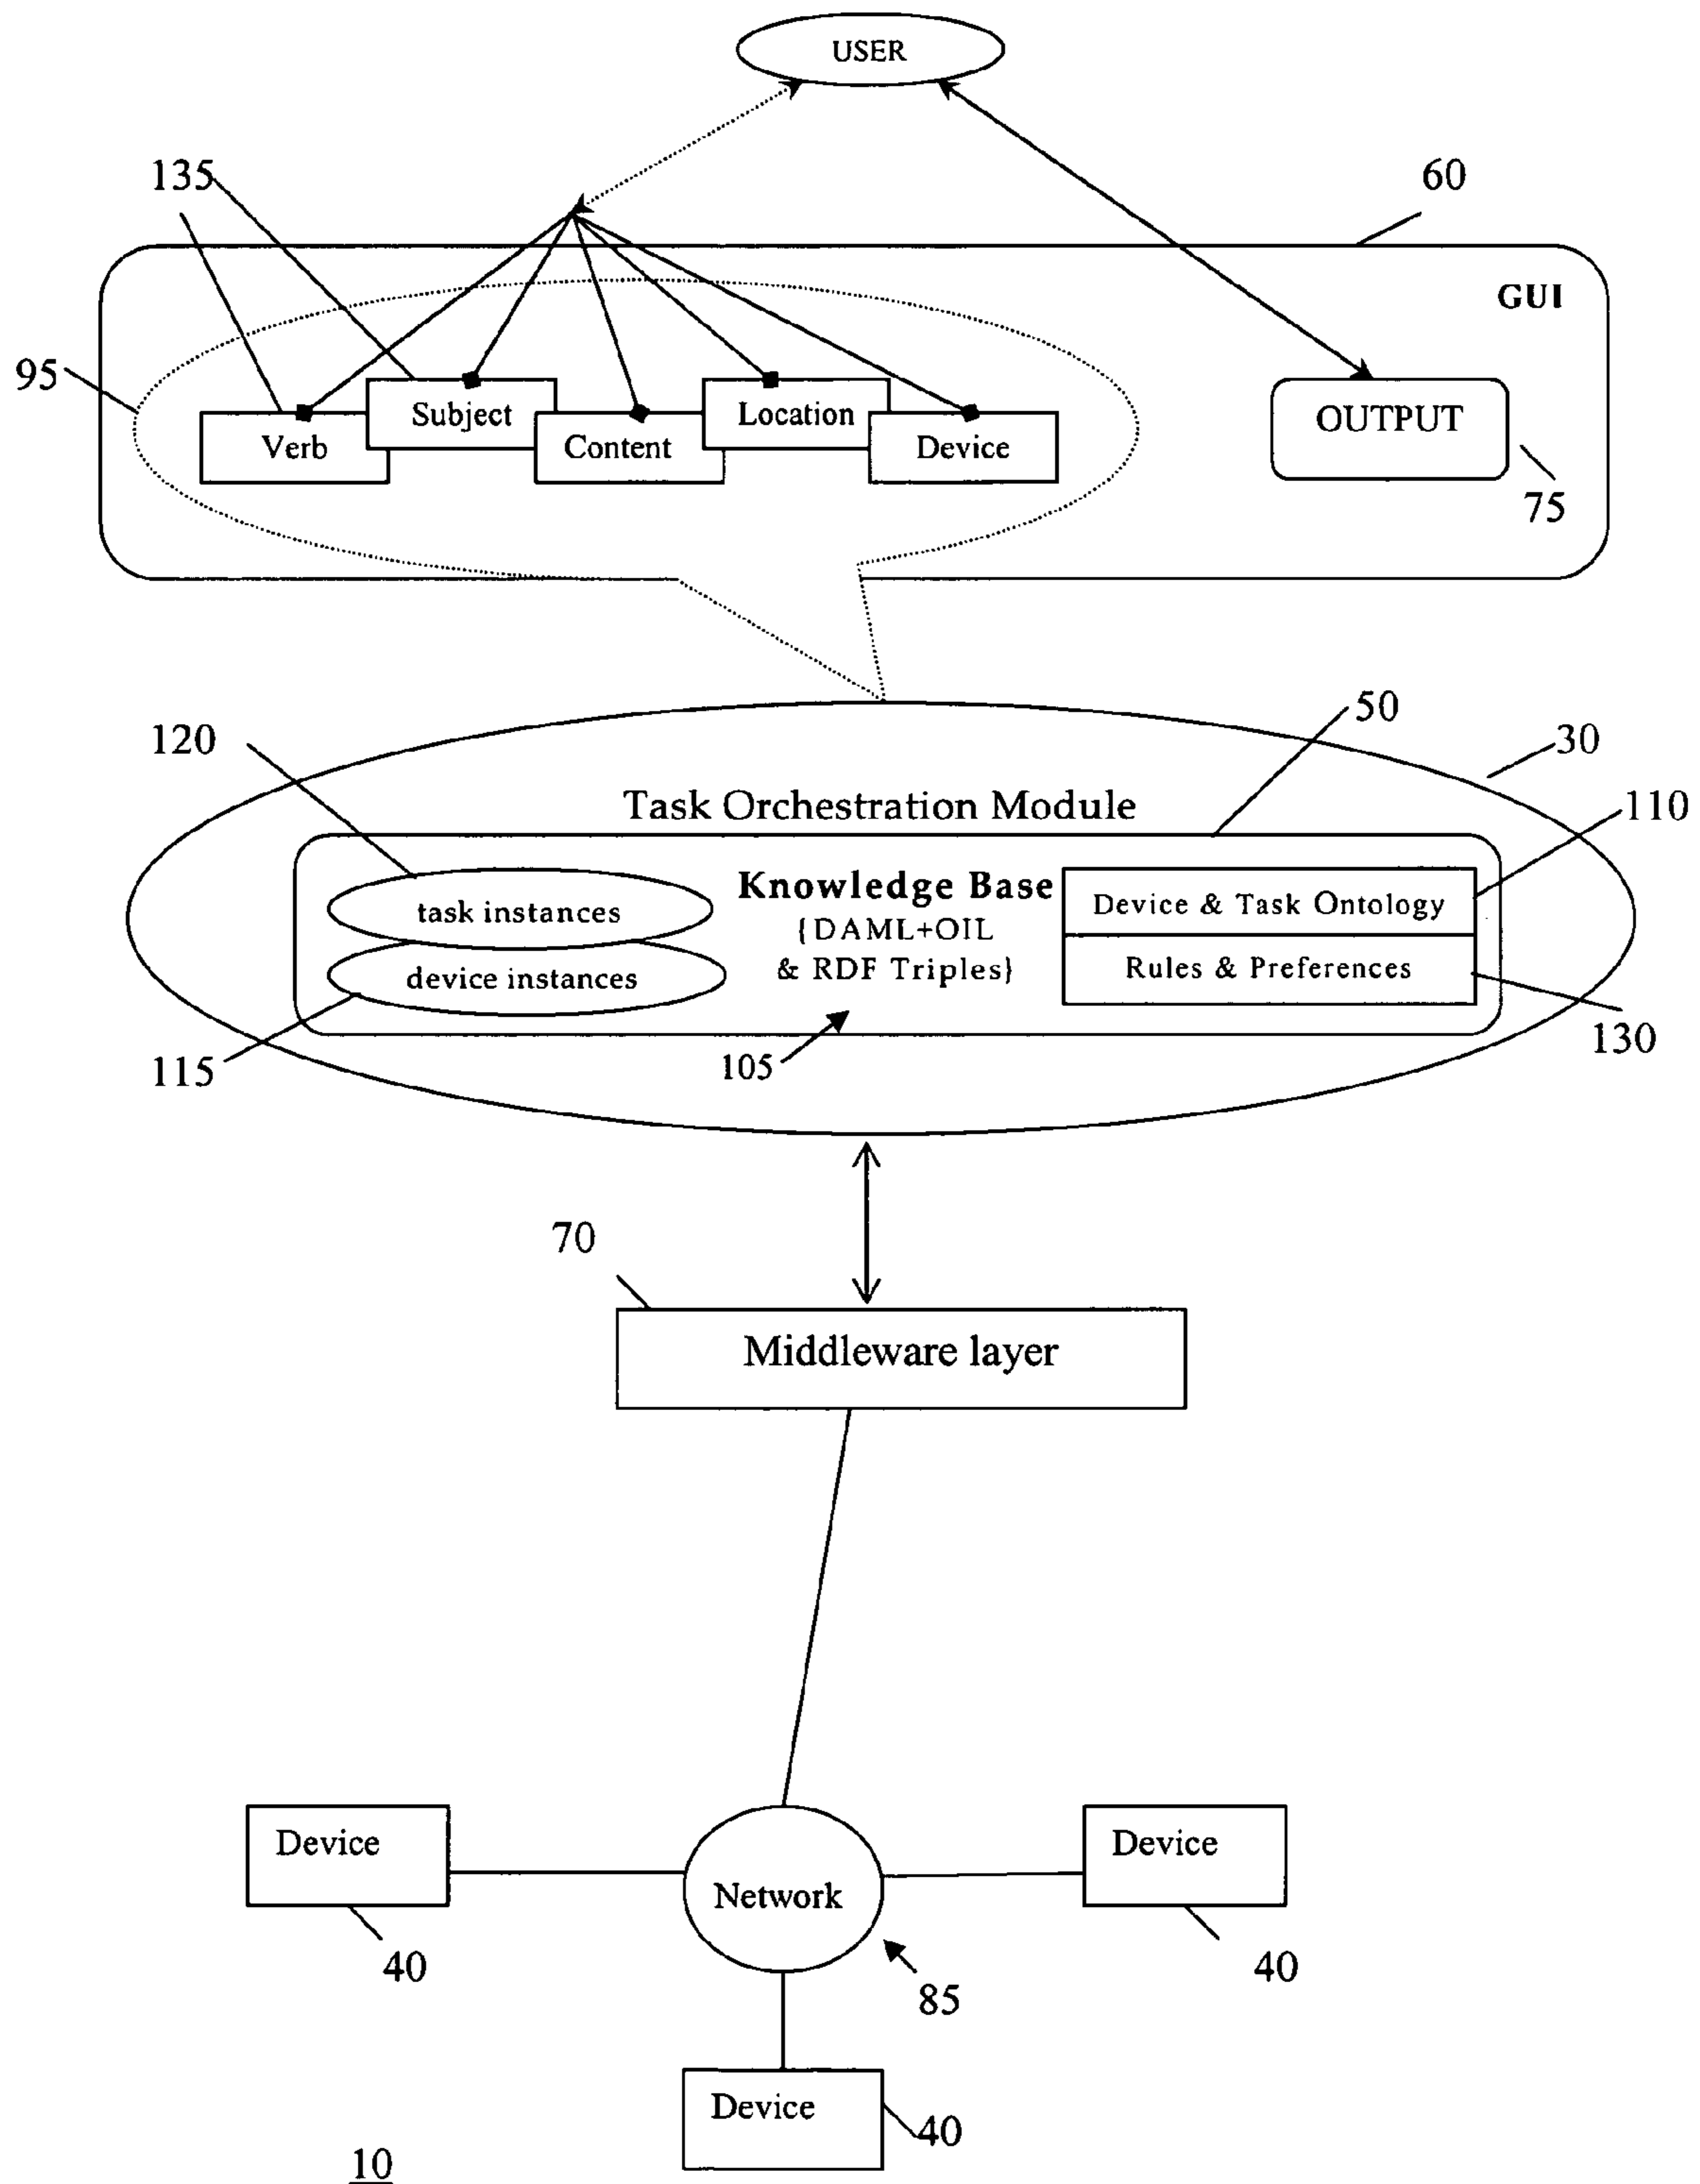 USER
135
60
GUI
95
Subject
Location
OUTPUT
Verb
Content
Device
75
50
120
30
Task Orchestration Module
110
Knowledge Base
task instances
{DAML+OIL
& RDF Triples}
Device & Task Ontology
device instances
Rules & Preferences
115
105
130
70
Middleware layer
Device
Device
Network
40
40
85
Device
40
10